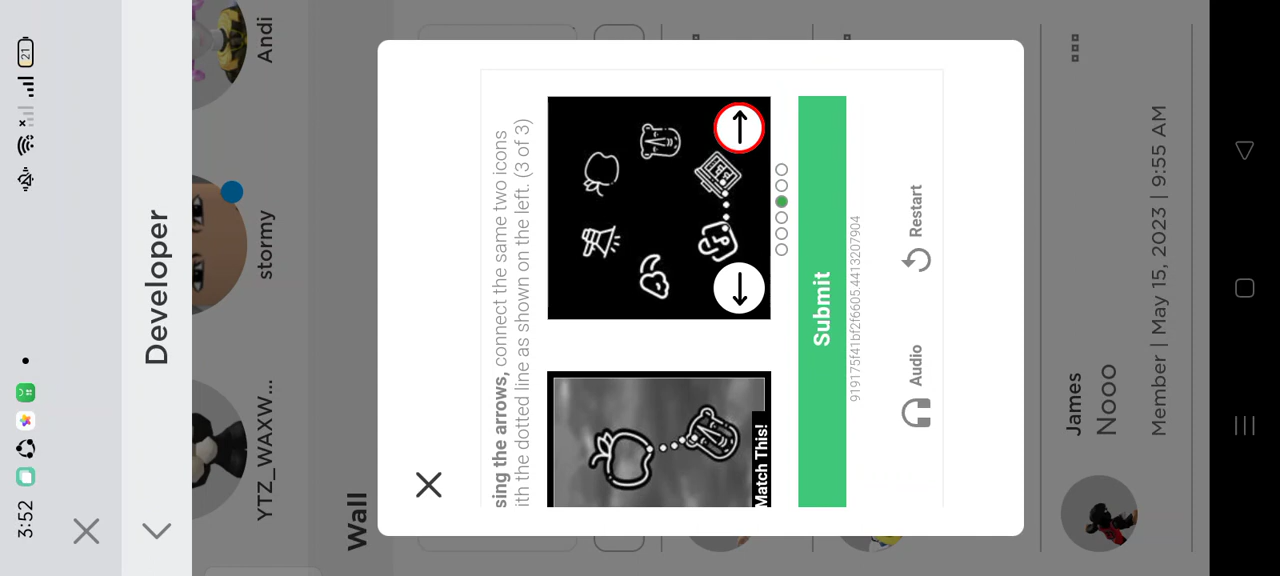 3:52
21
Developer
YTZ_WAXW...
stormy
Andi
Wall
sing the arrows, connect the same two icons
ith the dotted line as shown on the left. (3 of 3)
Match This!
Submit
919175f41bf2f6605.4413207904
Audio
Restart
James
Nooo
Member | May 15, 2023 | 9:55 AM